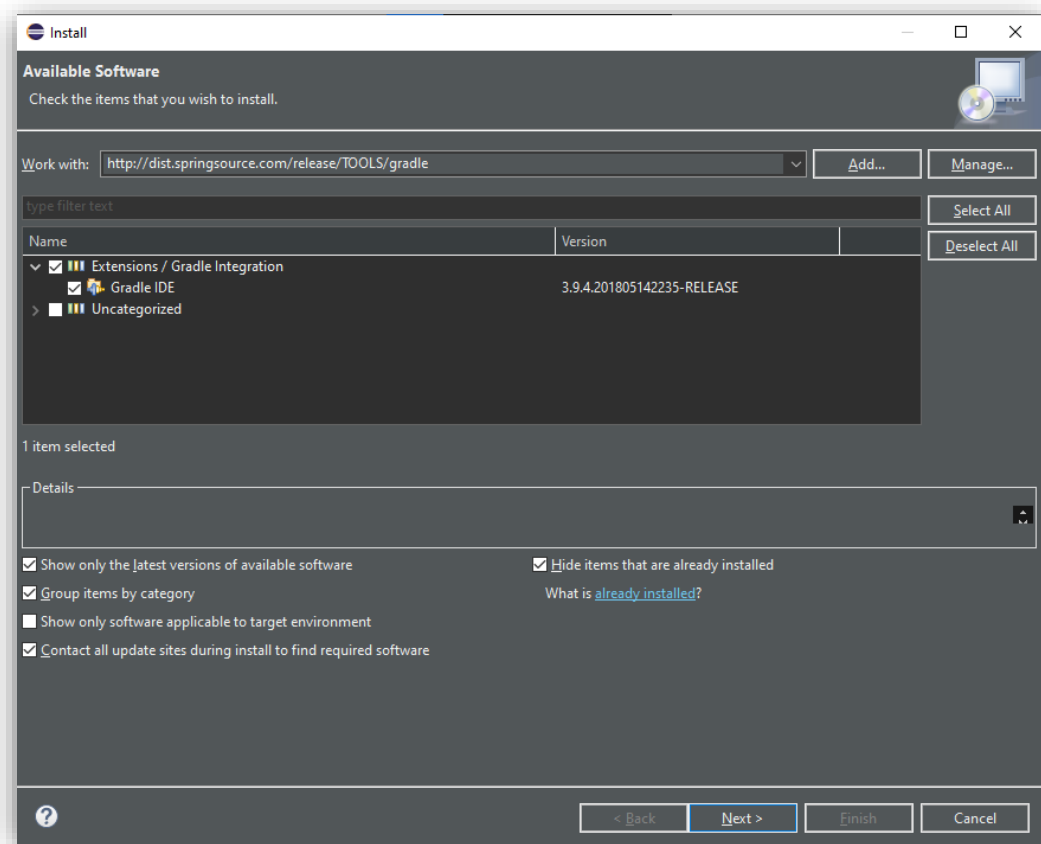 Install
Available Software
Check the items that you wish to install.
Work with: http://dist.springsource.com/release/TOOLS/gradle Add... Manage...
type filter text Select All
Name Version Deselect All
Extensions / Gradle Integration
Gradle IDE 3.9.4.201805142235-RELEASE
Uncategorized
1 item selected
Details
Show only the latest versions of available software Hide items that are already installed
Group items by category What is already installed?
Show only software applicable to target environment
Contact all update sites during install to find required software
? < Back Next > Finish Cancel